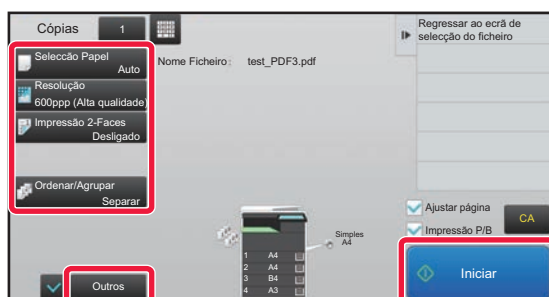 Cópias 1
Regressar ao ecrã de
selecção do ficheiro
Selecção Papel
Auto
Nome Ficheiro: test_PDF3.pdf
Resolução
600ppp (Alta qualidade)
Impressão 2-Faces
Desligado
Ordenar/Agrupar
Separar
Simples
A4
1 A4
2 A4
3 B4
4 A3
Ajustar página
Impressão P/B
CA
Outros
Iniciar